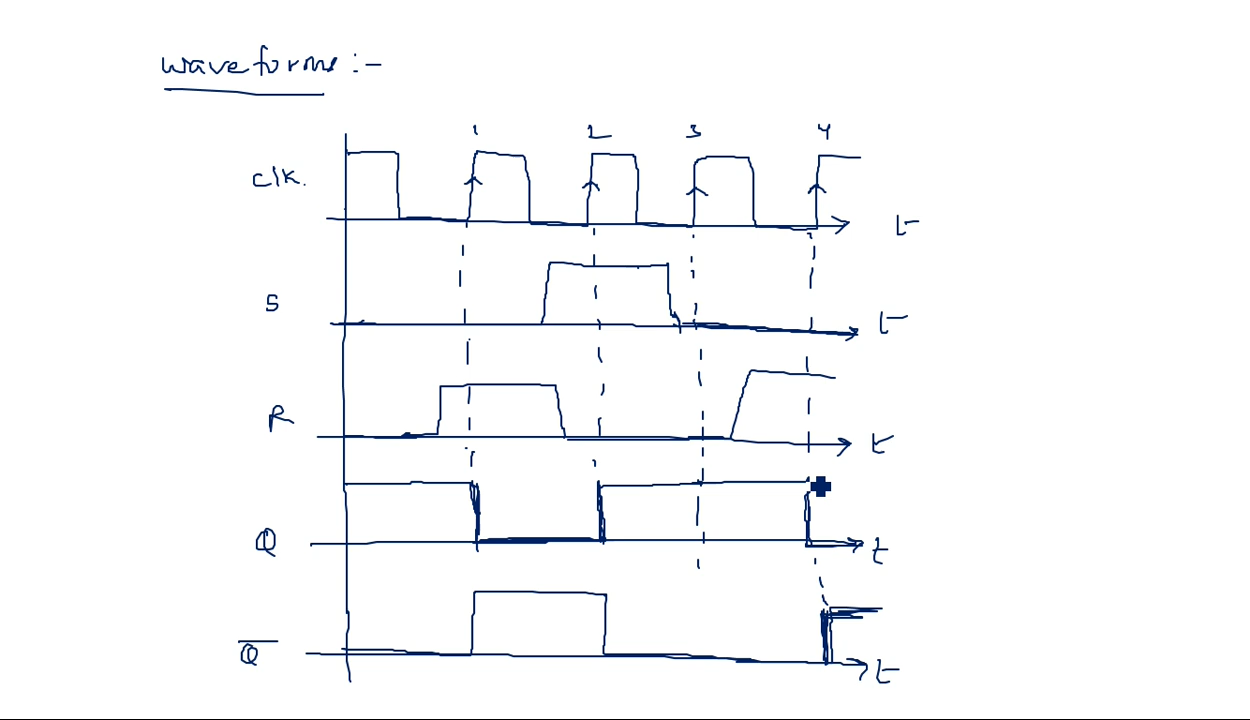 waveforms :-
1 2 3 4
clk. t
S t
R t
Q t
Q̅ t